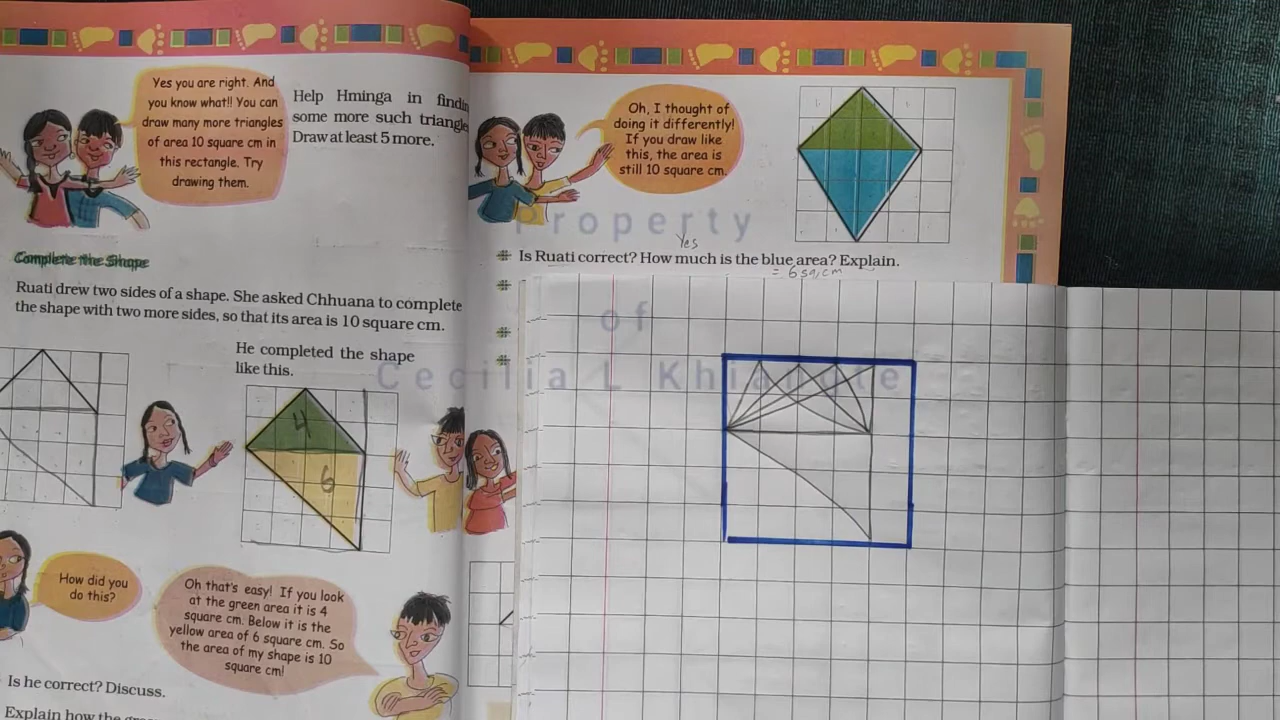 Yes you are right. And
you know what!! You can
draw many more triangles
of area 10 square cm in
this rectangle. Try
drawing them.
Help Hminga in
some more such
Draw at least 5 more.
Complete the Shape
Ruati drew two sides of a shape. She asked Chhuana to complete
the shape with two more sides, so that its area is 10 square cm.
He completed the shape
like this.
4
6
How did you
do this?
Oh that's easy! If you look
at the green area it is 4
square cm. Below it is the
yellow area of 6 square cm. So
the area of my shape is 10
square cm!
Is he correct? Discuss.
Explain how the
Oh, I thought of
doing it differently!
If you draw like
this, the area is
still 10 square cm.
Yes
Is Ruati correct? How much is the blue area? Explain.
= 6 sq, cm
Property
of
Cecilia L Khiangte